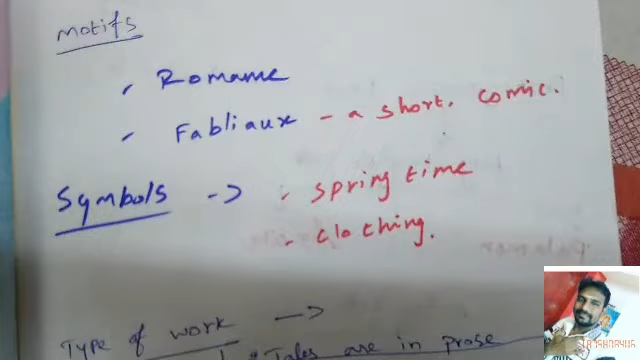 Motifs
, Romance
, Fabliaux - a short, comic.
Symbols -> . Spring time
. clothing.
Type of work ->
Tales are in prose